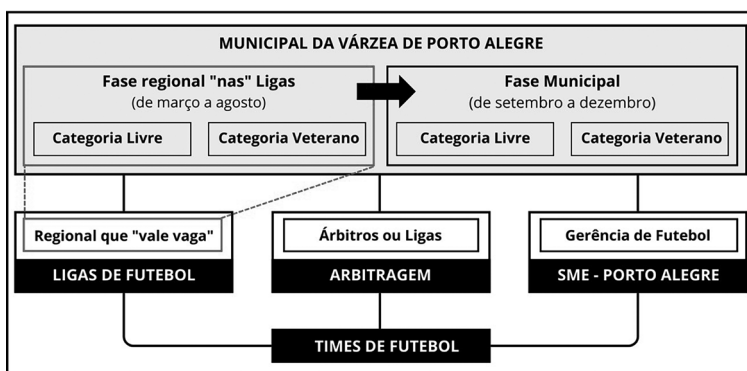 MUNICIPAL DA VÁRZEA DE PORTO ALEGRE
Fase regional "nas" Ligas
(de março a agosto)
Categoria Livre
Categoria Veterano
Fase Municipal
(de setembro a dezembro)
Categoria Livre
Categoria Veterano
Regional que "vale vaga"
LIGAS DE FUTEBOL
Árbitros ou Ligas
ARBITRAGEM
Gerência de Futebol
SME - PORTO ALEGRE
TIMES DE FUTEBOL